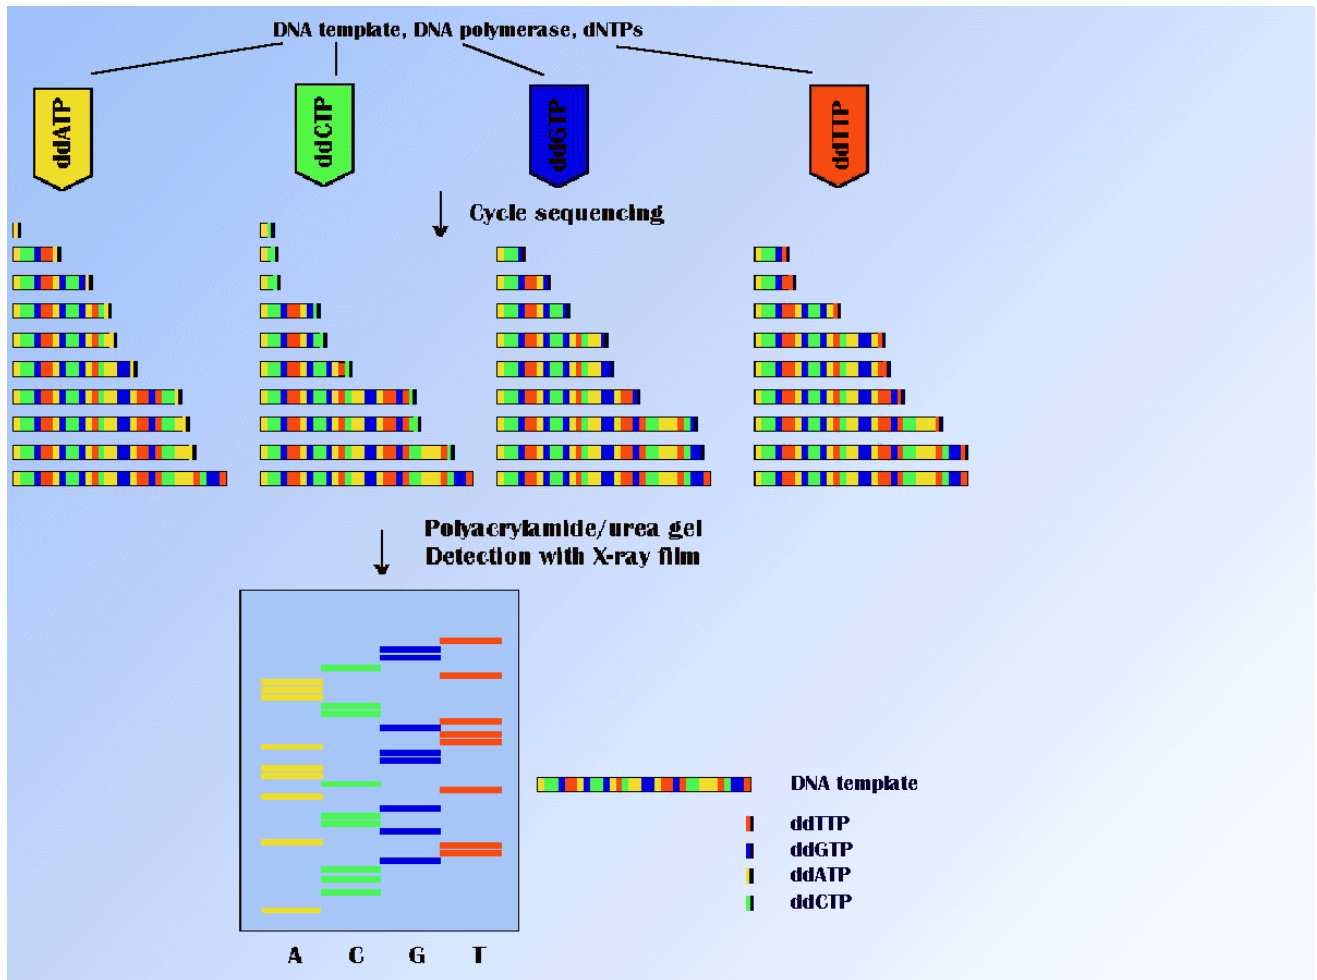 DNA template, DNA polymerase, dNTPs
ddATP
ddCTP
ddGTP
ddTTP
Cycle sequencing
Polyacrylamide/urea gel
Detection with X-ray film
DNA template
ddTTP
ddGTP
ddATP
ddCTP
A C G T